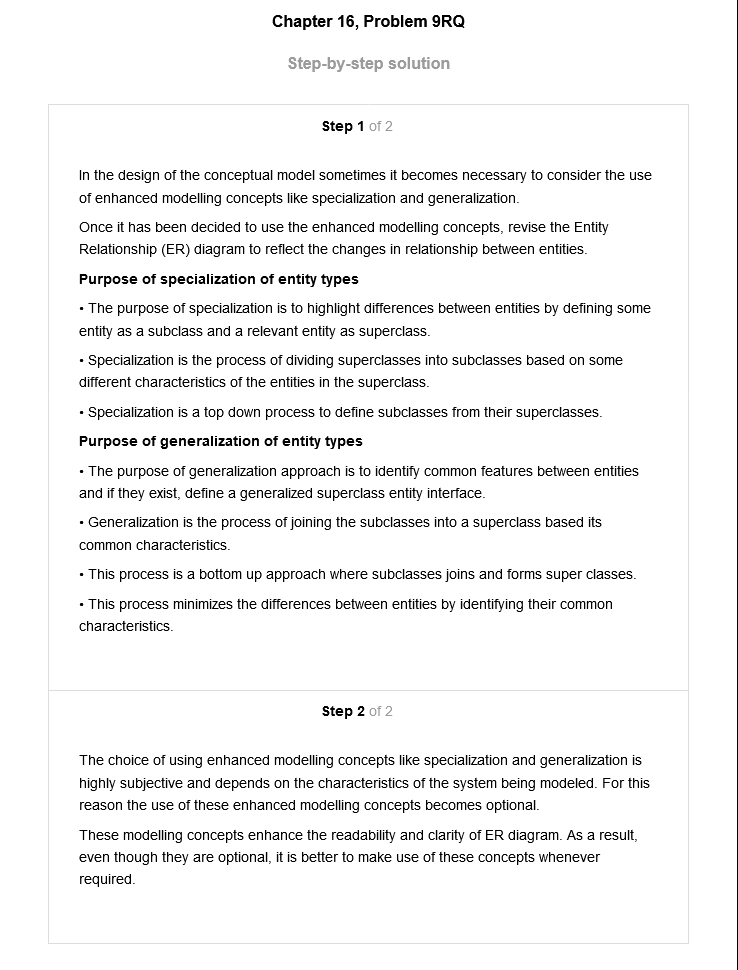 Chapter 16, Problem 9RQ
Step-by-step solution
Step 1 of 2
In the design of the conceptual model sometimes it becomes necessary to consider the use
of enhanced modelling concepts like specialization and generalization.
Once it has been decided to use the enhanced modelling concepts, revise the Entity
Relationship (ER) diagram to reflect the changes in relationship between entities.
Purpose of specialization of entity types
• The purpose of specialization is to highlight differences between entities by defining some
entity as a subclass and a relevant entity as superclass.
• Specialization is the process of dividing superclasses into subclasses based on some
different characteristics of the entities in the superclass.
• Specialization is a top down process to define subclasses from their superclasses.
Purpose of generalization of entity types
• The purpose of generalization approach is to identify common features between entities
and if they exist, define a generalized superclass entity interface.
• Generalization is the process of joining the subclasses into a superclass based its
common characteristics.
• This process is a bottom up approach where subclasses joins and forms super classes.
• This process minimizes the differences between entities by identifying their common
characteristics.
Step 2 of 2
The choice of using enhanced modelling concepts like specialization and generalization is
highly subjective and depends on the characteristics of the system being modeled. For this
reason the use of these enhanced modelling concepts becomes optional.
These modelling concepts enhance the readability and clarity of ER diagram. As a result,
even though they are optional, it is better to make use of these concepts whenever
required.